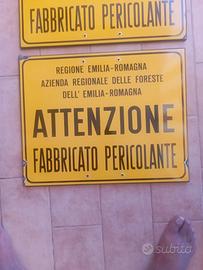 FABBRICATO PERICOLANTE
REGIONE EMILIA-ROMAGNA
AZIENDA REGIONALE DELLE FORESTE
DELL'EMILIA-ROMAGNA
ATTENZIONE
FABBRICATO PERICOLANTE
subito